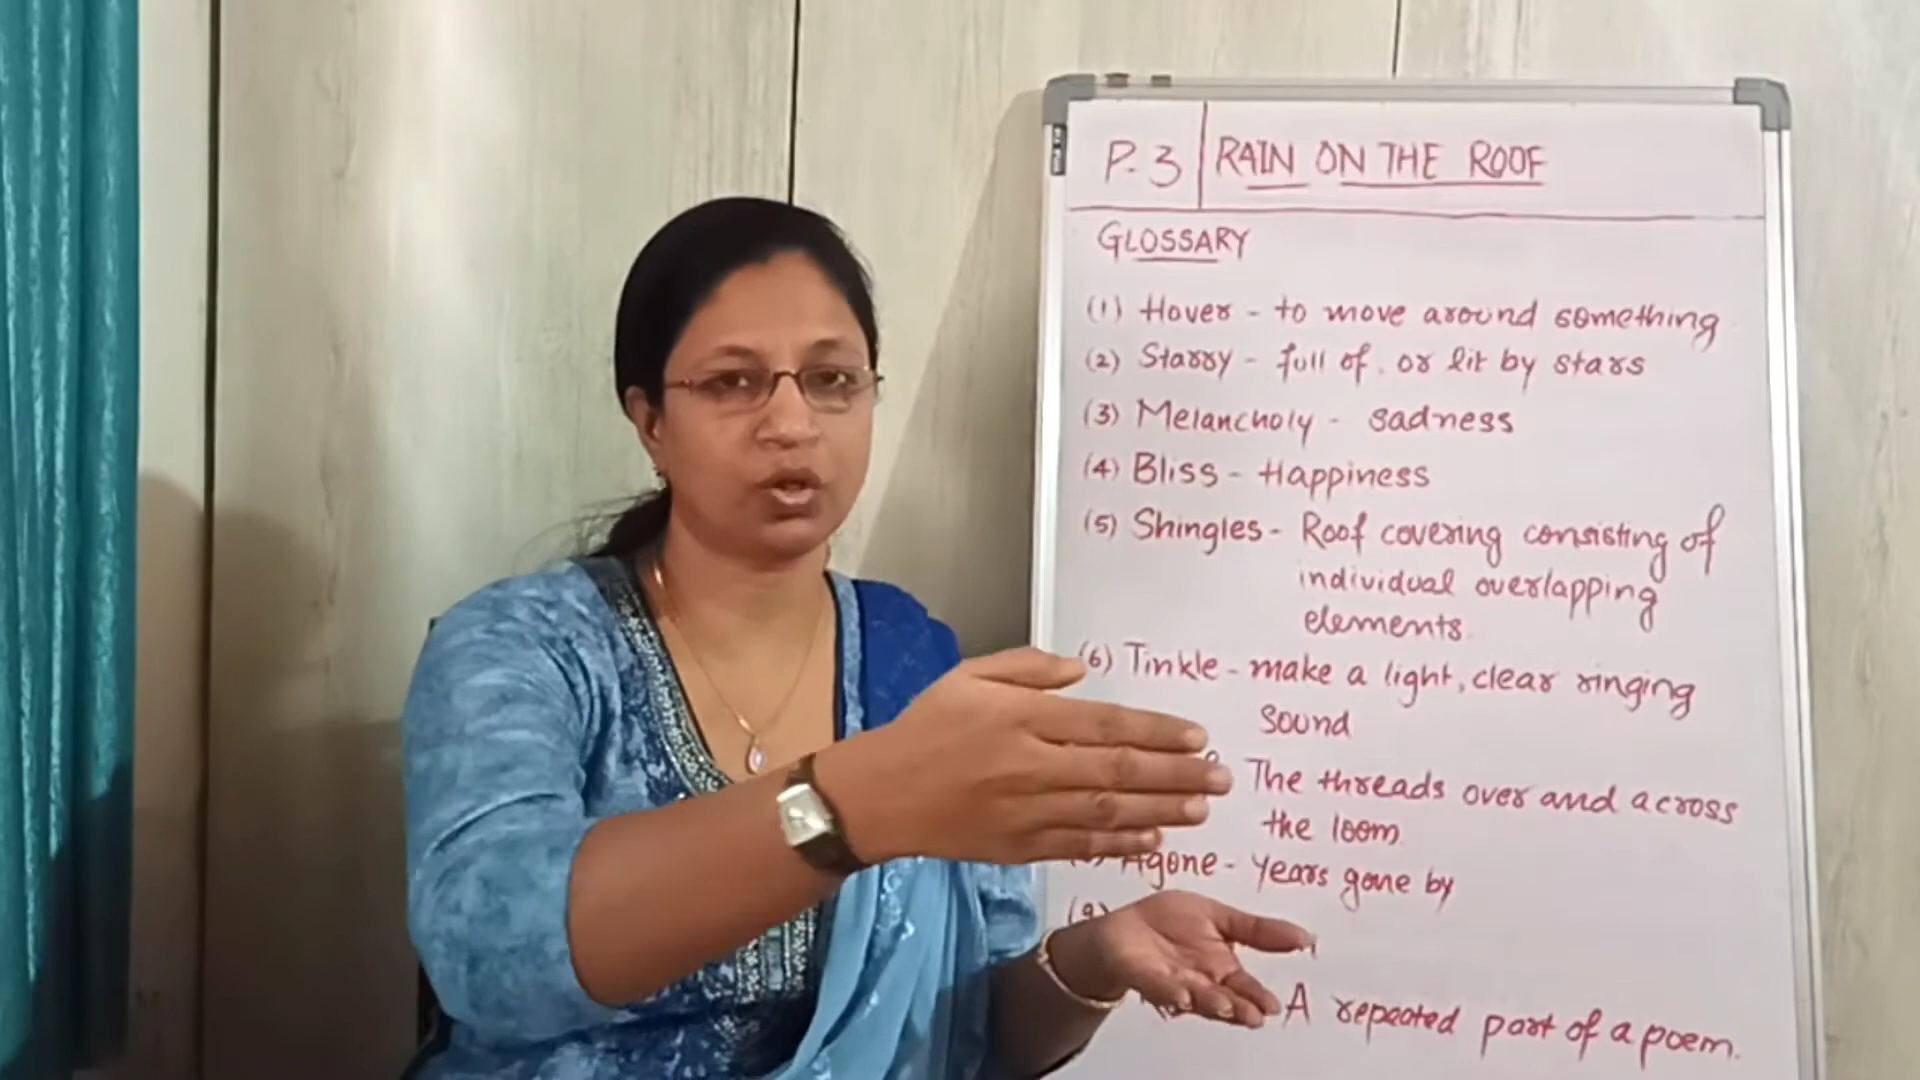 P-3 RAIN ON THE ROOF
GLOSSARY
(1) Hover - to move around something
(2) Starry - full of, or lit by stars
(3) Melancholy - sadness
(4) Bliss - Happiness
(5) Shingles - Roof covering consisting of
individual overlapping
elements.
(6) Tinkle - make a light, clear ringing
sound
The threads over and across
the loom.
Agone - years gone by
(9)
A repeated part of a poem.